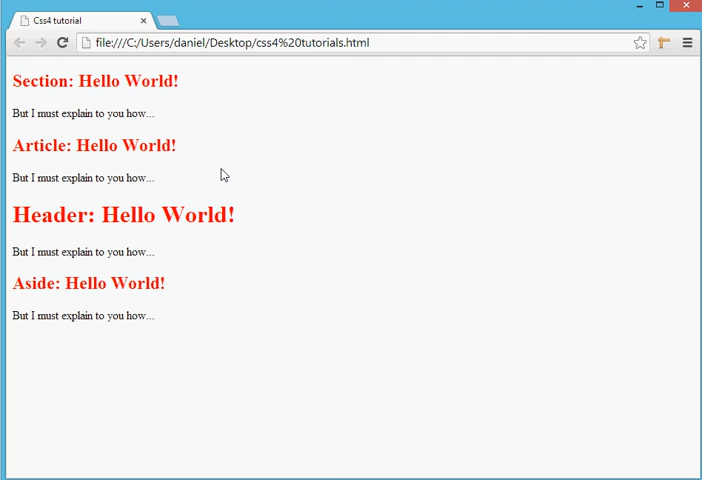 Css4 tutorial
file:///C:/Users/daniel/Desktop/css4%20tutorials.html
Section: Hello World!
But I must explain to you how...
Article: Hello World!
But I must explain to you how...
Header: Hello World!
But I must explain to you how...
Aside: Hello World!
But I must explain to you how...